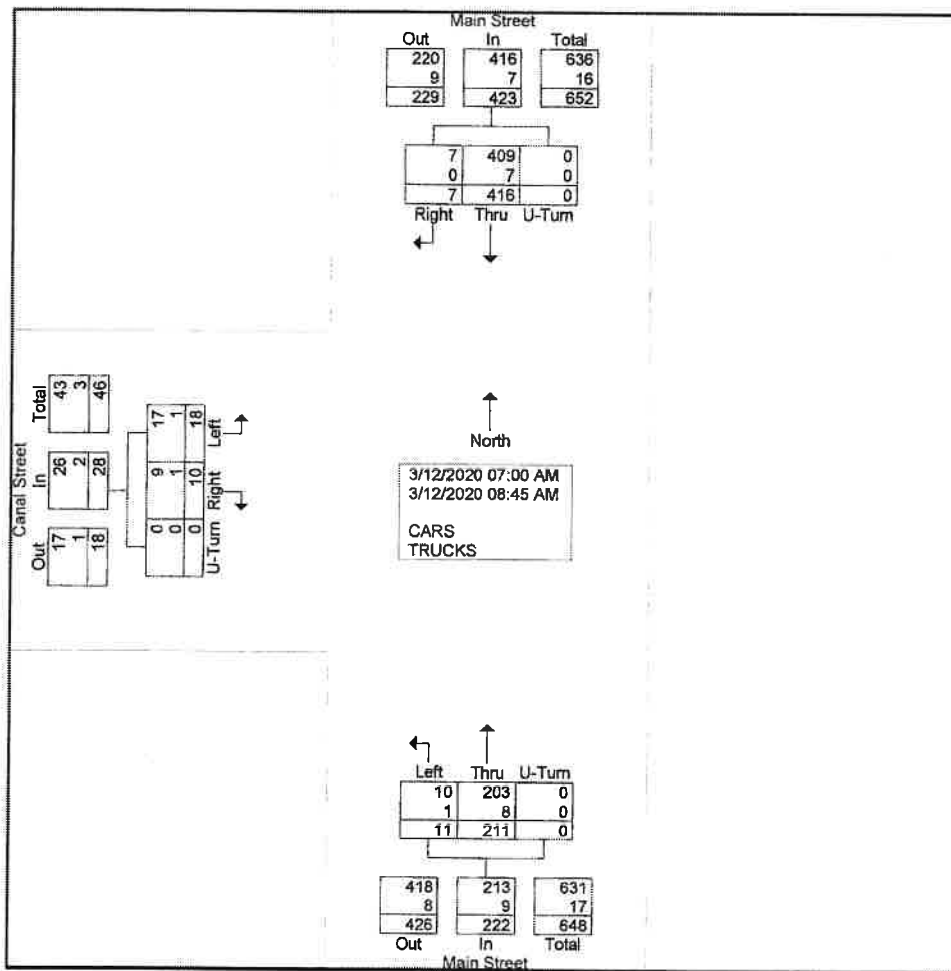 Main Street
Out In Total
220 416 636
9 7 16
229 423 652
7 409 0
0 7 0
7 416 0
Right Thru U-Turn
Canal Street
Total In Out
43 26 17
3 2 1
46 28 18
17 9 0
1 1 0
18 10 0
Left Right U-Turn
North
3/12/2020 07:00 AM
3/12/2020 08:45 AM
CARS
TRUCKS
Left Thru U-Turn
10 203 0
1 8 0
11 211 0
418 213 631
8 9 17
426 222 648
Out In Total
Main Street